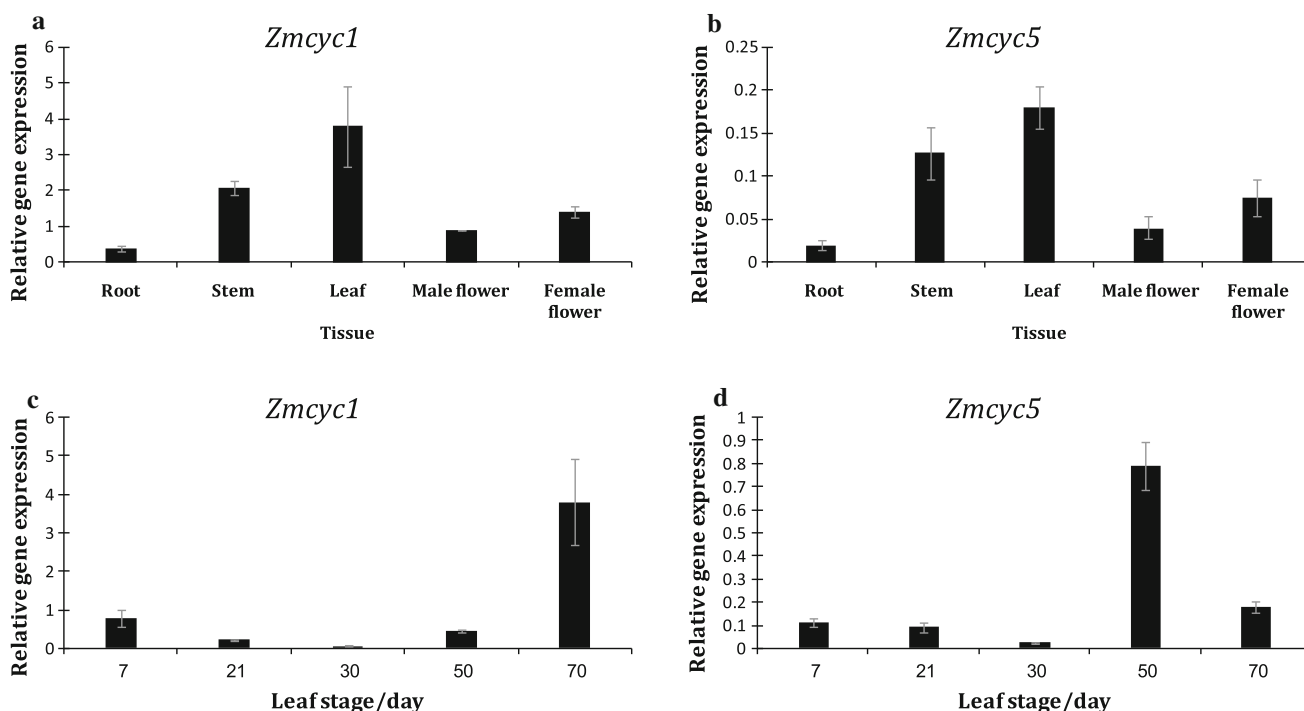 a
Zmcyc1
Relative gene expression
6
5
4
3
2
1
0
Root Stem Leaf Male flower Female
flower
Tissue
b
Zmcyc5
Relative gene expression
0.25
0.2
0.15
0.1
0.05
0
Root Stem Leaf Male flower Female
flower
Tissue
c
Zmcyc1
Relative gene expression
6
5
4
3
2
1
0
7 21 30 50 70
Leaf stage/day
d
Zmcyc5
Relative gene expression
1
0.9
0.8
0.7
0.6
0.5
0.4
0.3
0.2
0.1
0
7 21 30 50 70
Leaf stage/day